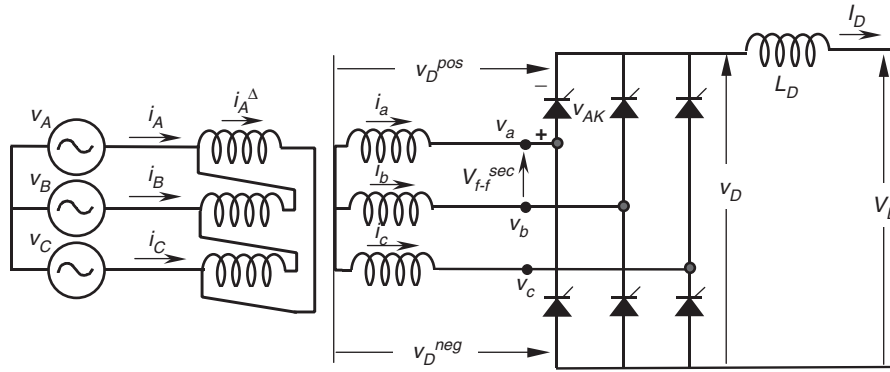 I_D
v_D^pos
L_D
v_A
i_A
i_A^Δ
i_a
v_a
–
+
v_AK
v_B
i_B
i_b
V_f-f^sec
v_b
v_D
v_C
i_C
i_c
v_c
v_D^neg